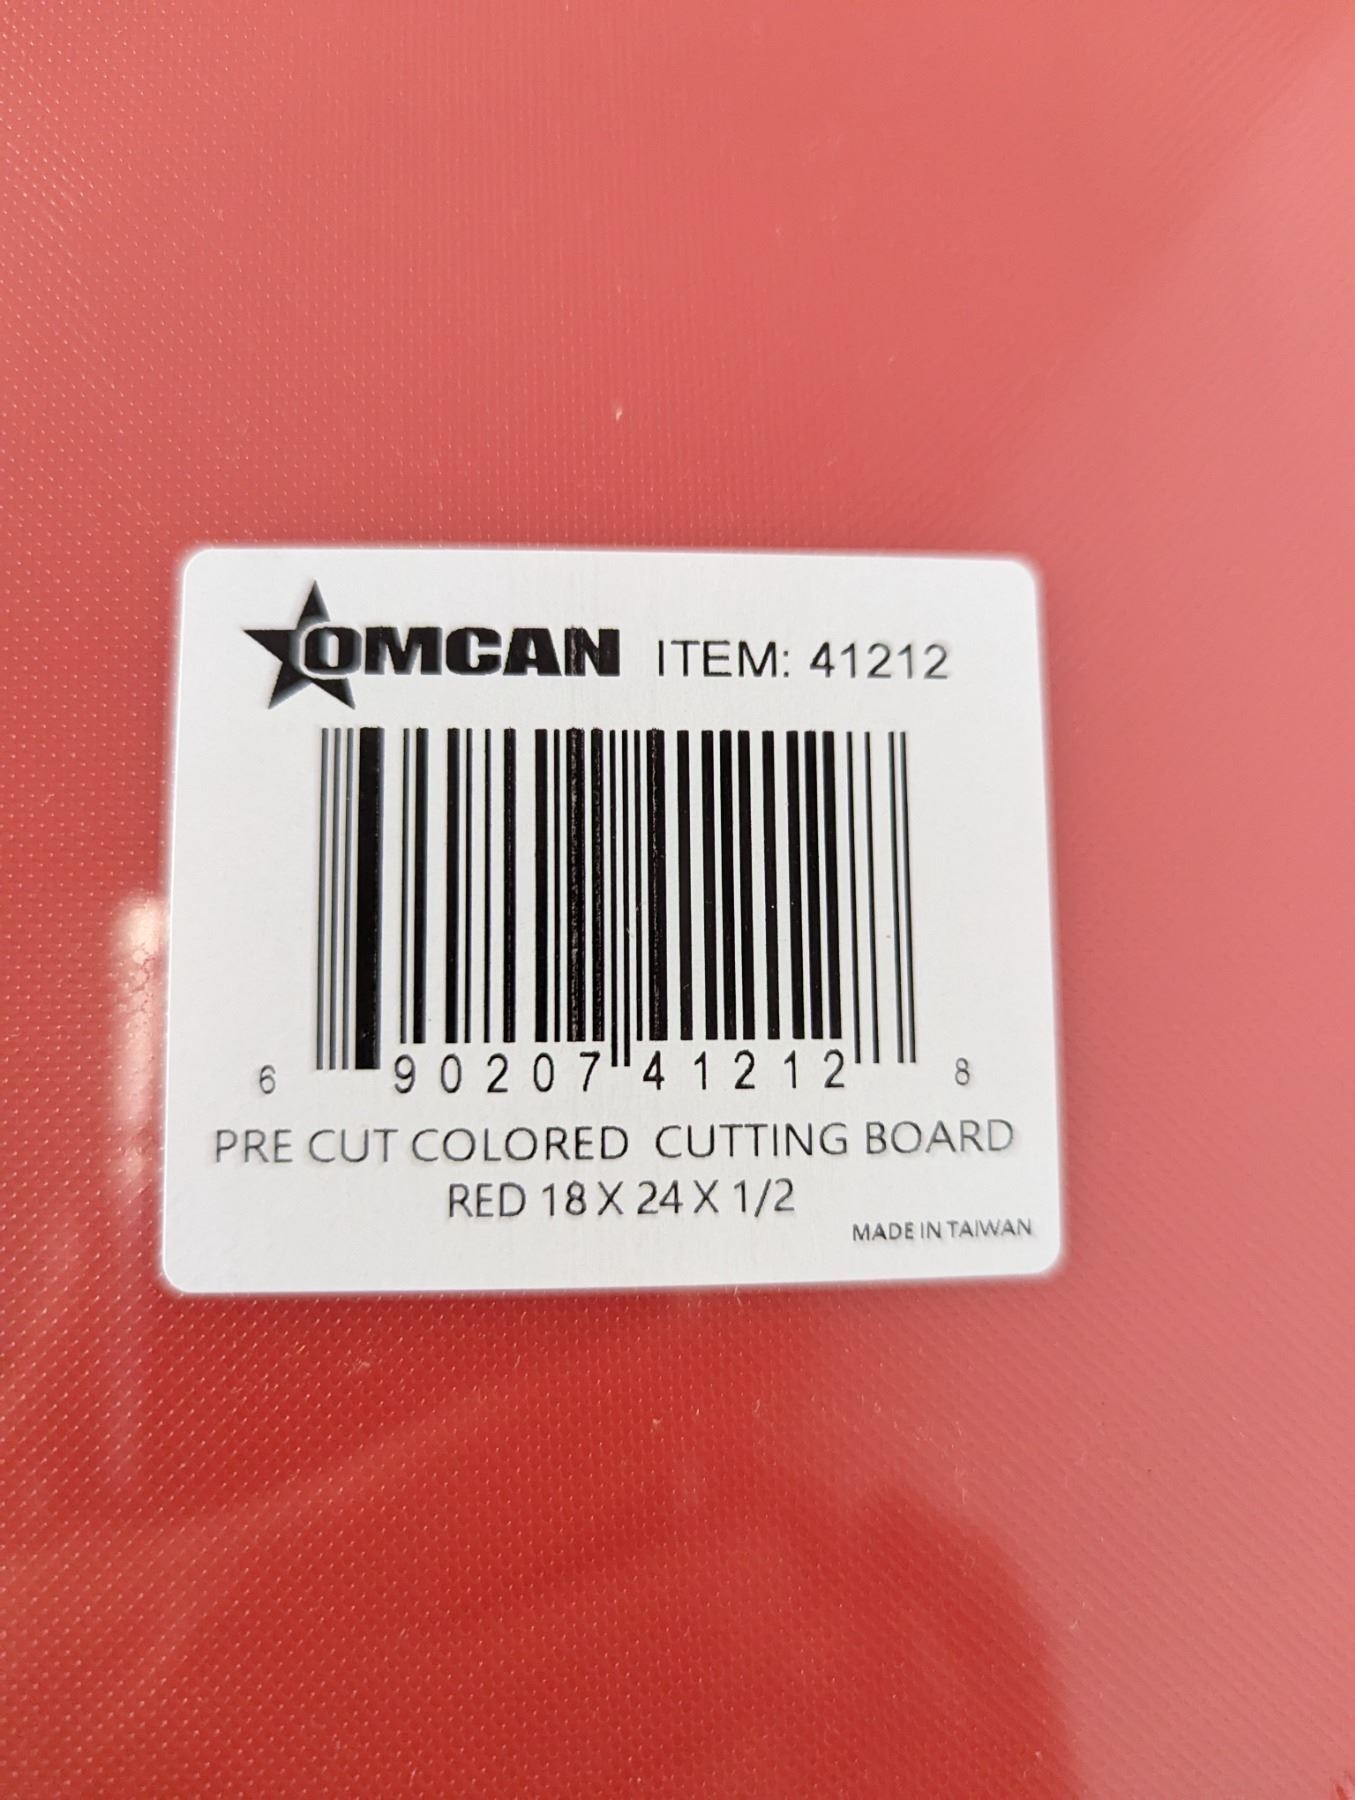 OMCAN ITEM: 41212
6 90207 41212 8
PRE CUT COLORED CUTTING BOARD
RED 18 X 24 X 1/2
MADE IN TAIWAN